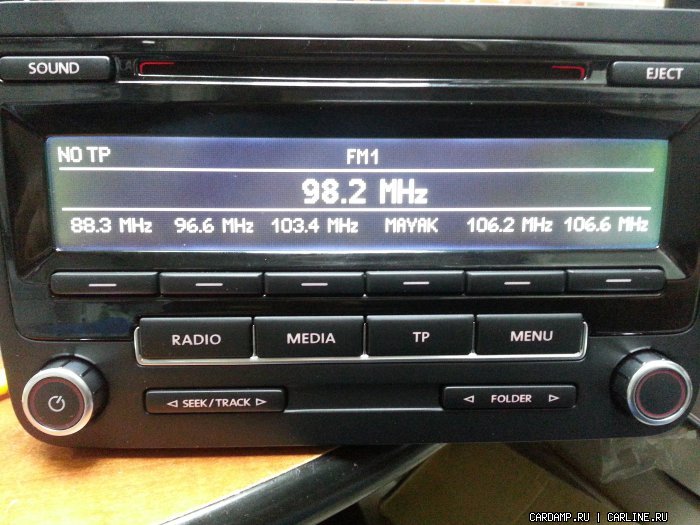 SOUND EJECT
NO TP FM1
98.2 MHz
88.3 MHz 96.6 MHz 103.4 MHz MAYAK 106.2 MHz 106.6 MHz
RADIO MEDIA TP MENU
SEEK/TRACK FOLDER
CARDAMP.RU | CARLINE.RU